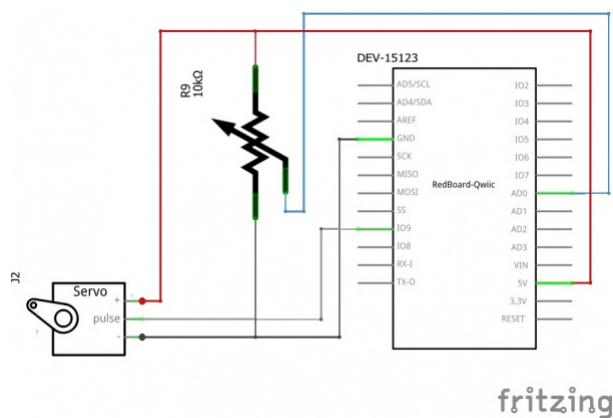 DEV-15123
R9
10kΩ
AD5/SCL
AD4/SDA
AREF
GND
SCK
MISO
MOSI
SS
IO9
IO8
RX-I
TX-O
RedBoard-Qwiic
IO2
IO3
IO4
IO5
IO6
IO7
AD0
AD1
AD2
AD3
VIN
5V
3.3V
RESET
J2
Servo
+
pulse
-
fritzing